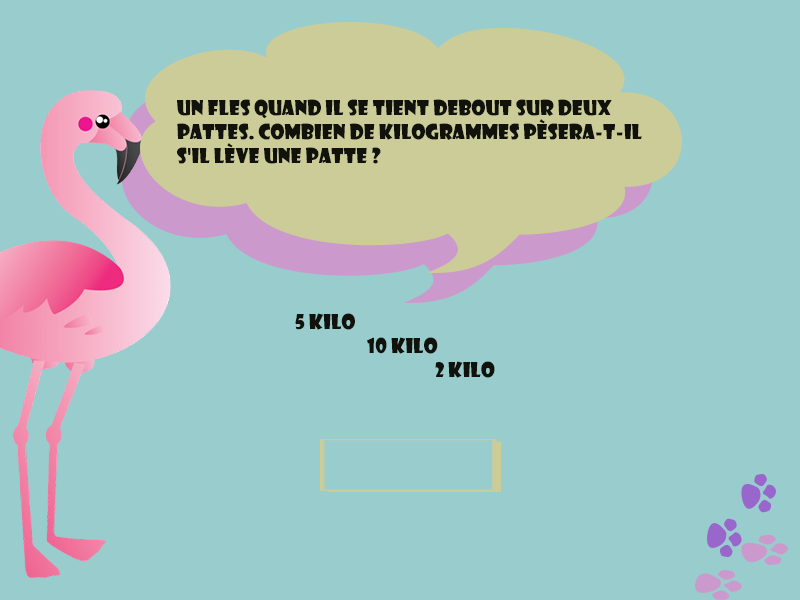 UN FLES QUAND IL SE TIENT DEBOUT SUR DEUX
PATTES. COMBIEN DE KILOGRAMMES PÈSERA-T-IL
S'IL LÈVE UNE PATTE ?
5 KILO
10 KILO
2 KILO